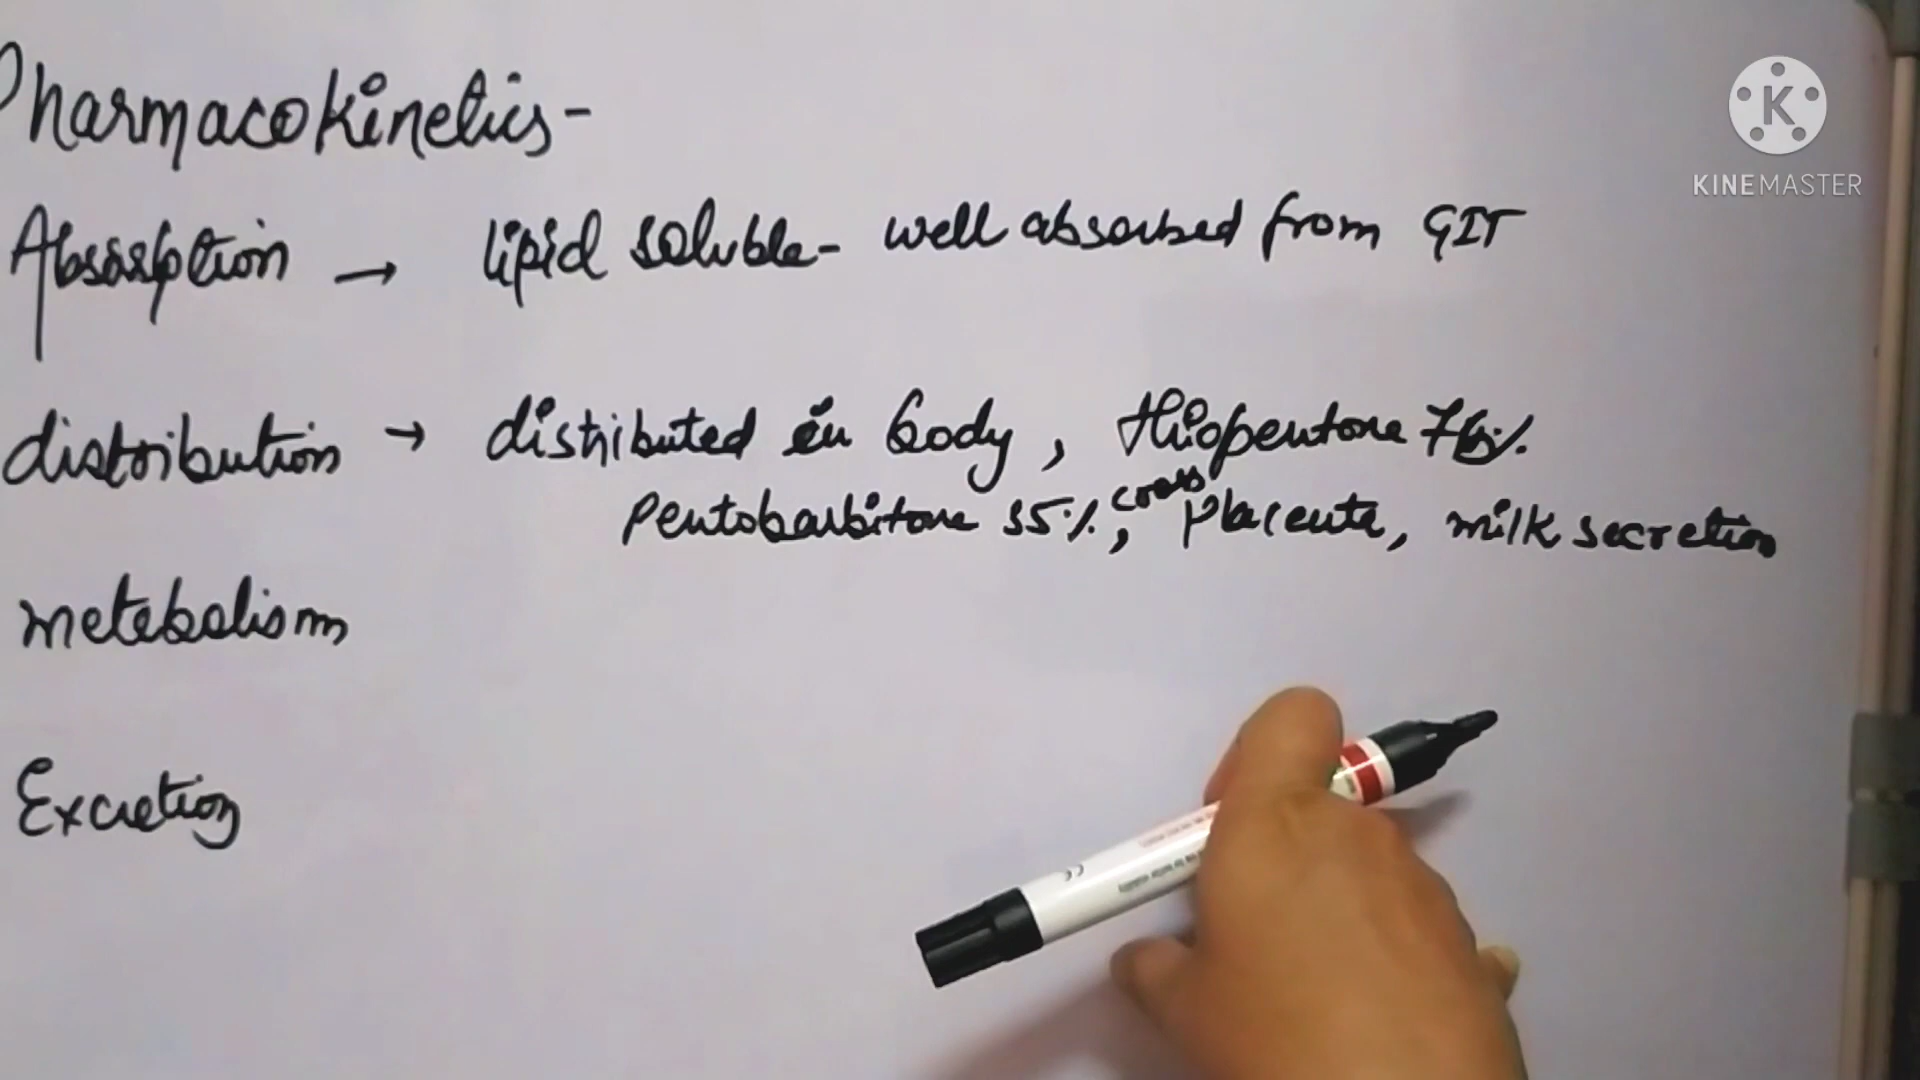 Pharmacokinetics-
Absorption → lipid soluble- well absorbed from GIT
distribution → distributed in body, Thiopentone 75%.
Pentobarbitone 35%, cross Placenta, milk secretion
metebolism
Excretion
K
KINEMASTER